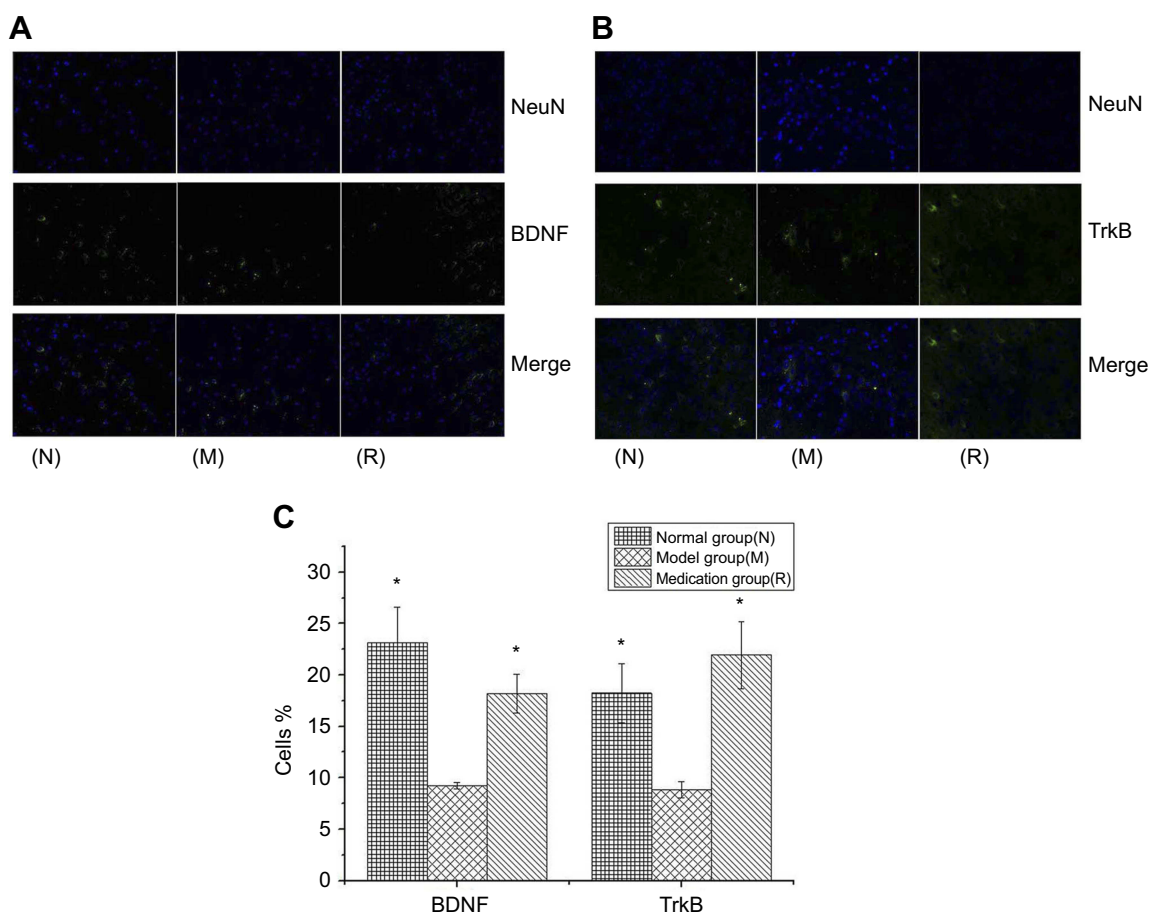 A
NeuN
BDNF
Merge
(N) (M) (R)
B
NeuN
TrkB
Merge
(N) (M) (R)
C
Normal group(N)
Model group(M)
Medication group(R)
Cells %
30
25
20
15
10
5
0
* * * *
BDNF TrkB